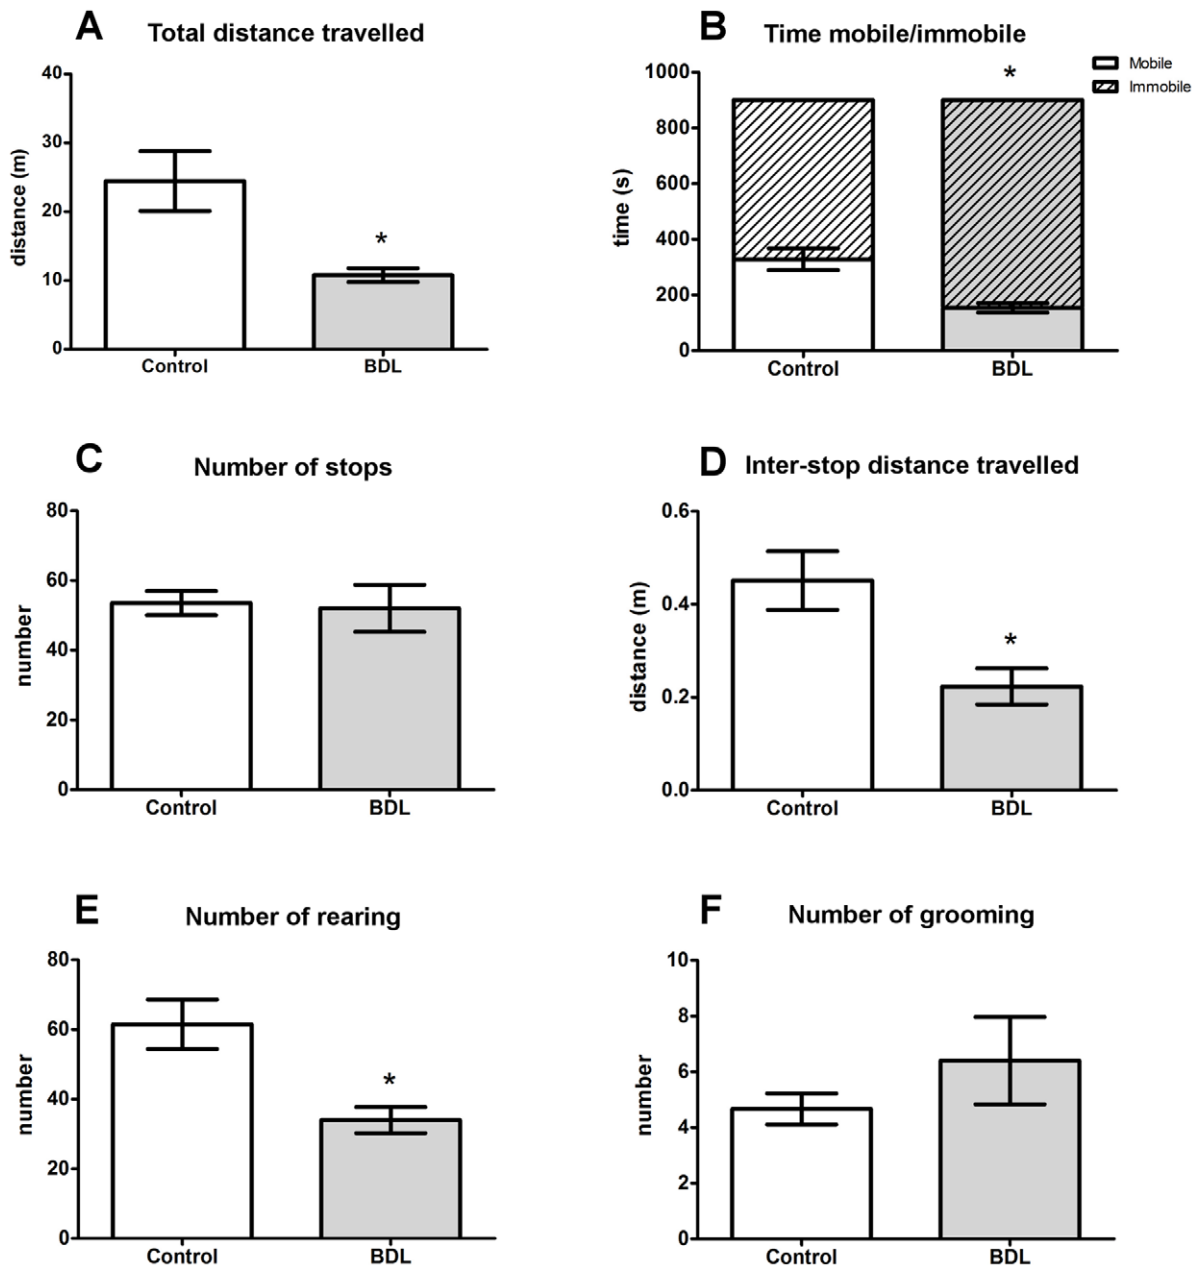 A
Total distance travelled
distance (m)
40
30
20
10
0
*
Control
BDL
B
Time mobile/immobile
Mobile
Immobile
time (s)
1000
800
600
400
200
0
*
Control
BDL
C
Number of stops
number
80
60
40
20
0
Control
BDL
D
Inter-stop distance travelled
distance (m)
0.6
0.4
0.2
0.0
*
Control
BDL
E
Number of rearing
number
80
60
40
20
0
*
Control
BDL
F
Number of grooming
number
10
8
6
4
2
0
Control
BDL